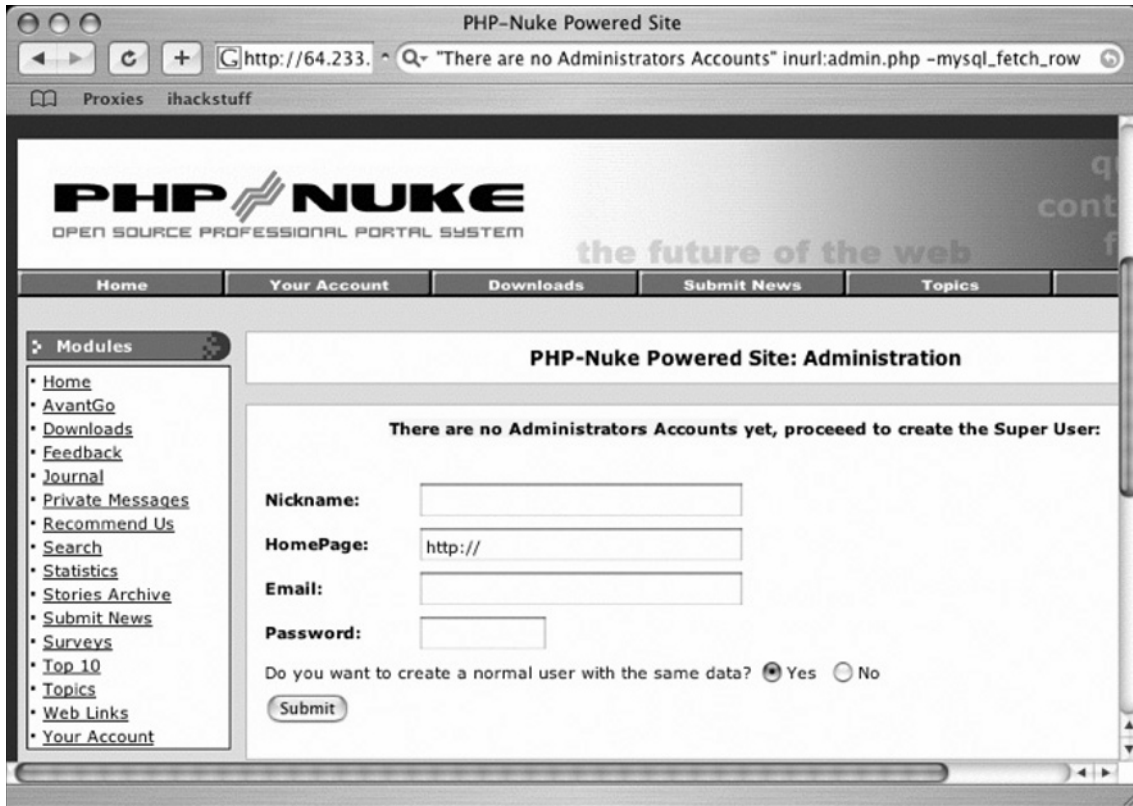 PHP-Nuke Powered Site
http://64.233. "There are no Administrators Accounts" inurl:admin.php -mysql_fetch_row
Proxies ihackstuff
PHP NUKE
OPEN SOURCE PROFESSIONAL PORTAL SYSTEM
the future of the web
Home Your Account Downloads Submit News Topics
Modules
Home
AvantGo
Downloads
Feedback
Journal
Private Messages
Recommend Us
Search
Statistics
Stories Archive
Submit News
Surveys
Top 10
Topics
Web Links
Your Account
PHP-Nuke Powered Site: Administration
There are no Administrators Accounts yet, proceeed to create the Super User:
Nickname:
HomePage: http://
Email:
Password:
Do you want to create a normal user with the same data? Yes No
Submit